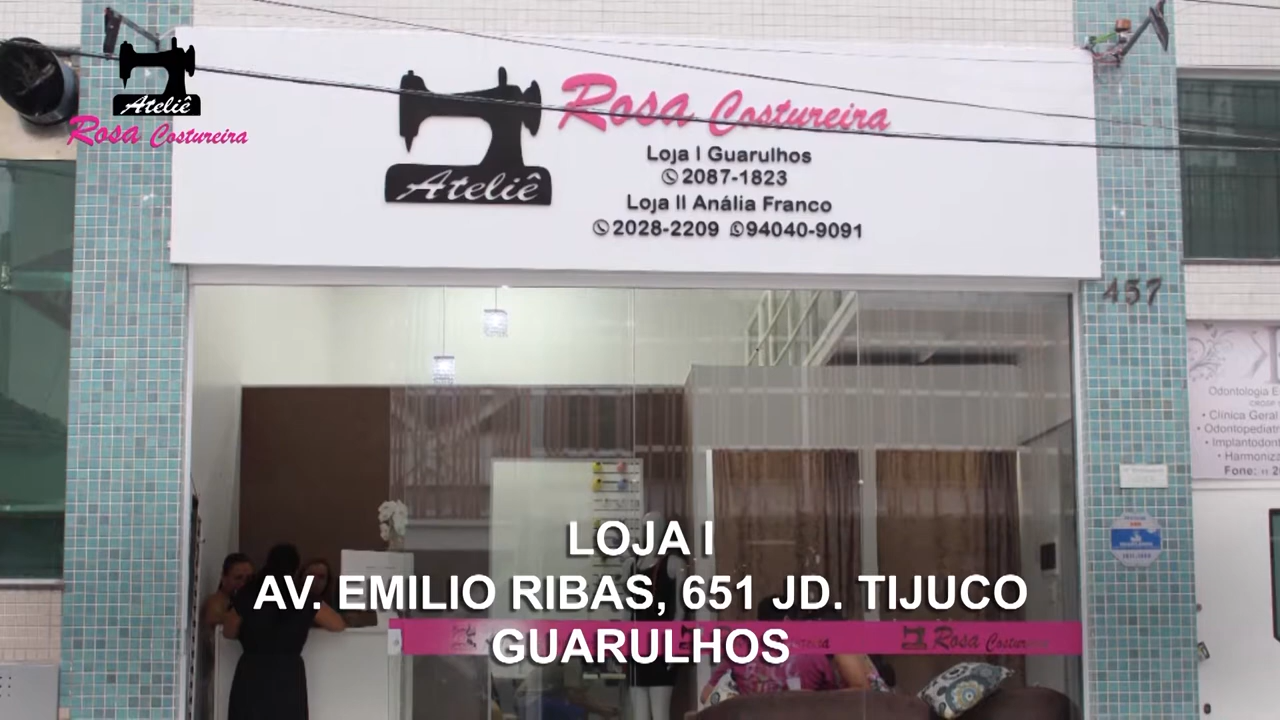 Ateliê
Rosa Costureira
Rosa Costureira
Loja I Guarulhos
2087-1823
Ateliê
Loja II Anália Franco
2028-2209 94040-9091
457
Odontologia
• Clínica Geral
• Odontopediatr
• Implantodont
• Harmoniza
Fone:
LOJA I
AV. EMILIO RIBAS, 651 JD. TIJUCO
GUARULHOS
Rosa Costureira